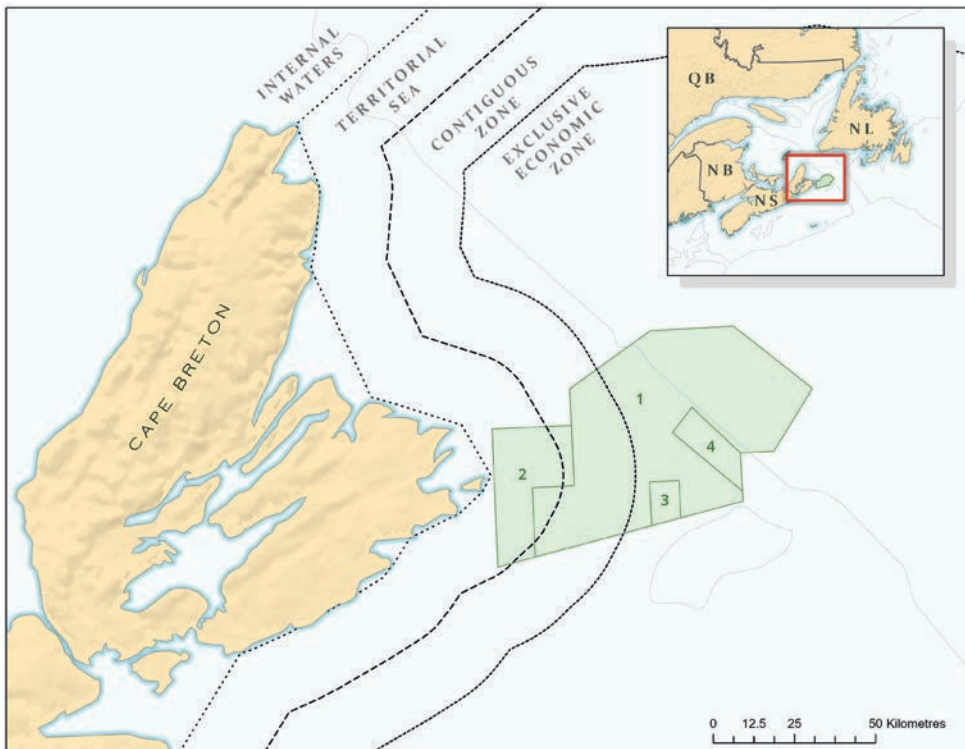 INTERNAL
WATERS
TERRITORIAL
SEA
CONTIGUOUS
ZONE
EXCLUSIVE
ECONOMIC
ZONE
QB
NL
NB
NS
CAPE BRETON
1
2
3
4
0 12.5 25 50 Kilometres